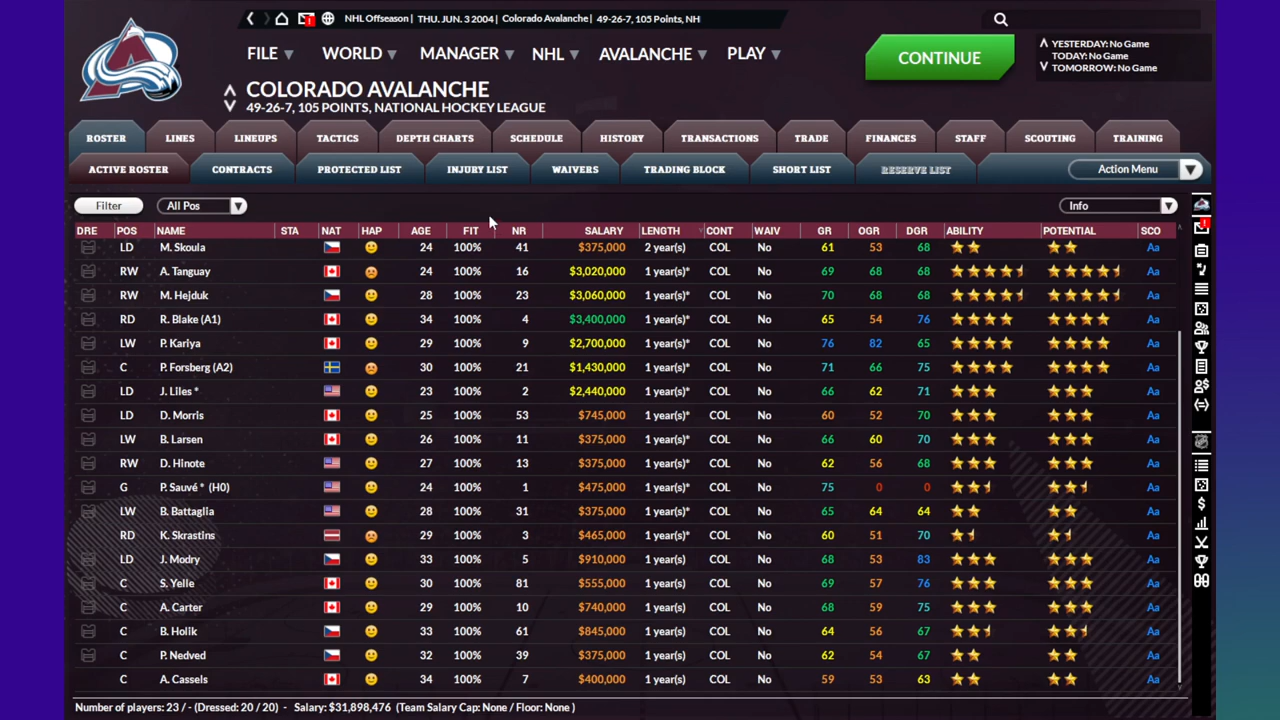 NHL Offseason | THU. JUN. 3 2004 | Colorado Avalanche | 49-26-7, 105 Points, NH
FILE WORLD MANAGER NHL AVALANCHE PLAY
CONTINUE
YESTERDAY: No Game
TODAY: No Game
TOMORROW: No Game
COLORADO AVALANCHE
49-26-7, 105 POINTS, NATIONAL HOCKEY LEAGUE
ROSTER LINES LINEUPS TACTICS DEPTH CHARTS SCHEDULE HISTORY TRANSACTIONS TRADE FINANCES STAFF SCOUTING TRAINING
ACTIVE ROSTER CONTRACTS PROTECTED LIST INJURY LIST WAIVERS TRADING BLOCK SHORT LIST RESERVE LIST Action Menu
Filter All Pos Info
DRE POS NAME STA NAT HAP AGE FIT NR SALARY LENGTH CONT WAIV GR OGR DGR ABILITY POTENTIAL SCO
LD M. Skoula 24 100% 41 $375,000 2 year(s) COL No 61 53 68 Aa
RW A. Tanguay 24 100% 16 $3,020,000 1 year(s)* COL No 69 68 68 Aa
RW M. Hejduk 28 100% 23 $3,060,000 1 year(s)* COL No 70 68 68 Aa
RD R. Blake (A1) 34 100% 4 $3,400,000 1 year(s)* COL No 65 54 76 Aa
LW P. Kariya 29 100% 9 $2,700,000 1 year(s)* COL No 76 82 65 Aa
C P. Forsberg (A2) 30 100% 21 $1,430,000 1 year(s)* COL No 71 66 75 Aa
LD J. Liles * 23 100% 2 $2,440,000 1 year(s)* COL No 66 62 71 Aa
LD D. Morris 25 100% 53 $745,000 1 year(s)* COL No 60 52 70 Aa
LW B. Larsen 26 100% 11 $375,000 1 year(s)* COL No 66 60 70 Aa
RW D. Hinote 27 100% 13 $375,000 1 year(s)* COL No 62 56 68 Aa
G P. Sauvé * (H0) 24 100% 1 $475,000 1 year(s)* COL No 75 0 0 Aa
LW B. Battaglia 28 100% 31 $375,000 1 year(s)* COL No 65 64 64 Aa
RD K. Skrastins 29 100% 3 $465,000 1 year(s)* COL No 60 51 70 Aa
LD J. Modry 33 100% 5 $910,000 1 year(s) COL No 68 53 83 Aa
C S. Yelle 30 100% 81 $555,000 1 year(s) COL No 69 57 76 Aa
C A. Carter 29 100% 10 $740,000 1 year(s) COL No 68 59 75 Aa
C B. Holik 33 100% 61 $845,000 1 year(s) COL No 64 56 67 Aa
C P. Nedved 32 100% 39 $375,000 1 year(s) COL No 62 54 67 Aa
C A. Cassels 34 100% 7 $400,000 1 year(s) COL No 59 53 63 Aa
Number of players: 23 / - (Dressed: 20 / 20) - Salary: $31,898,476 (Team Salary Cap: None / Floor: None )